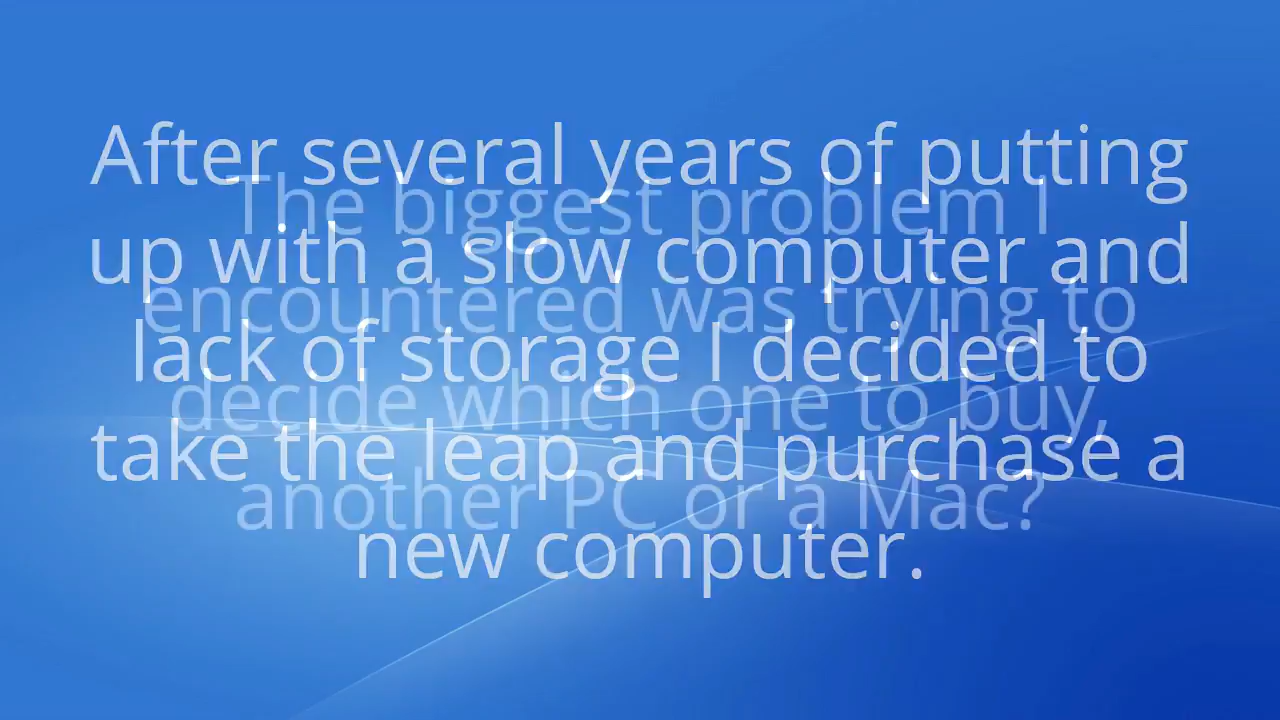 After several years of putting
up with a slow computer and
lack of storage I decided to
take the leap and purchase a
new computer.
The biggest problem I
encountered was trying to
decide which one to buy,
another PC or a Mac?